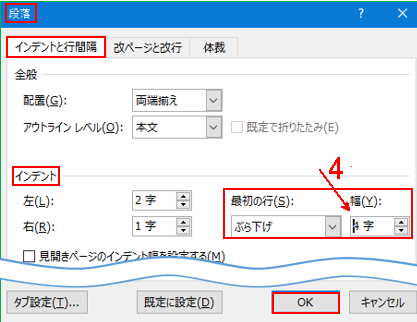 段落
? ×
インデントと行間隔 改ページと改行 体裁
全般
配置(G): 両端揃え
アウトライン レベル(O): 本文 既定で折りたたみ(E)
インデント
4
左(L): 2 字 最初の行(S): 幅(Y):
右(R): 1 字 ぶら下げ 4 字
見開きページのインデント幅を設定する(M)
タブ設定(T)... 既定に設定(D) OK キャンセル